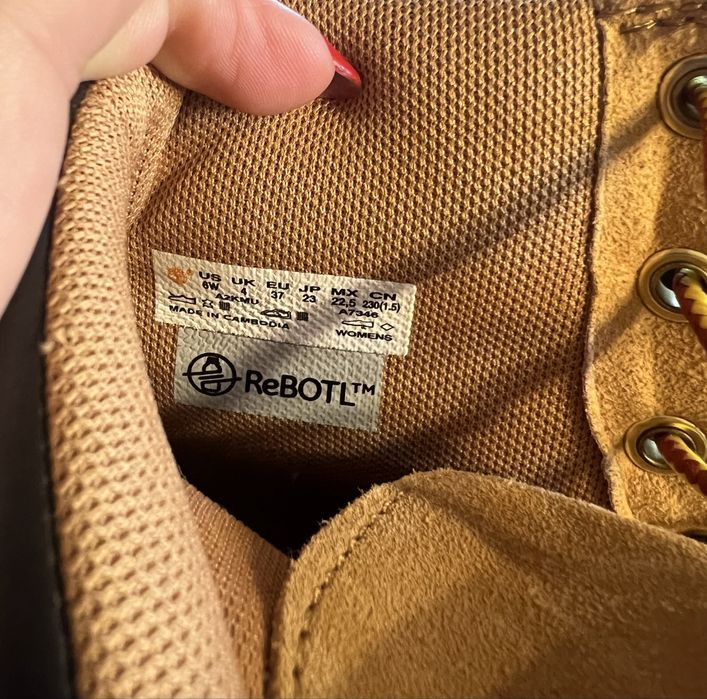 US UK EU JP MX CN
6W 4 37 23 22,5 230(1.5)
A2KMU A7346
MADE IN CAMBODIA WOMENS
ReBOTL™